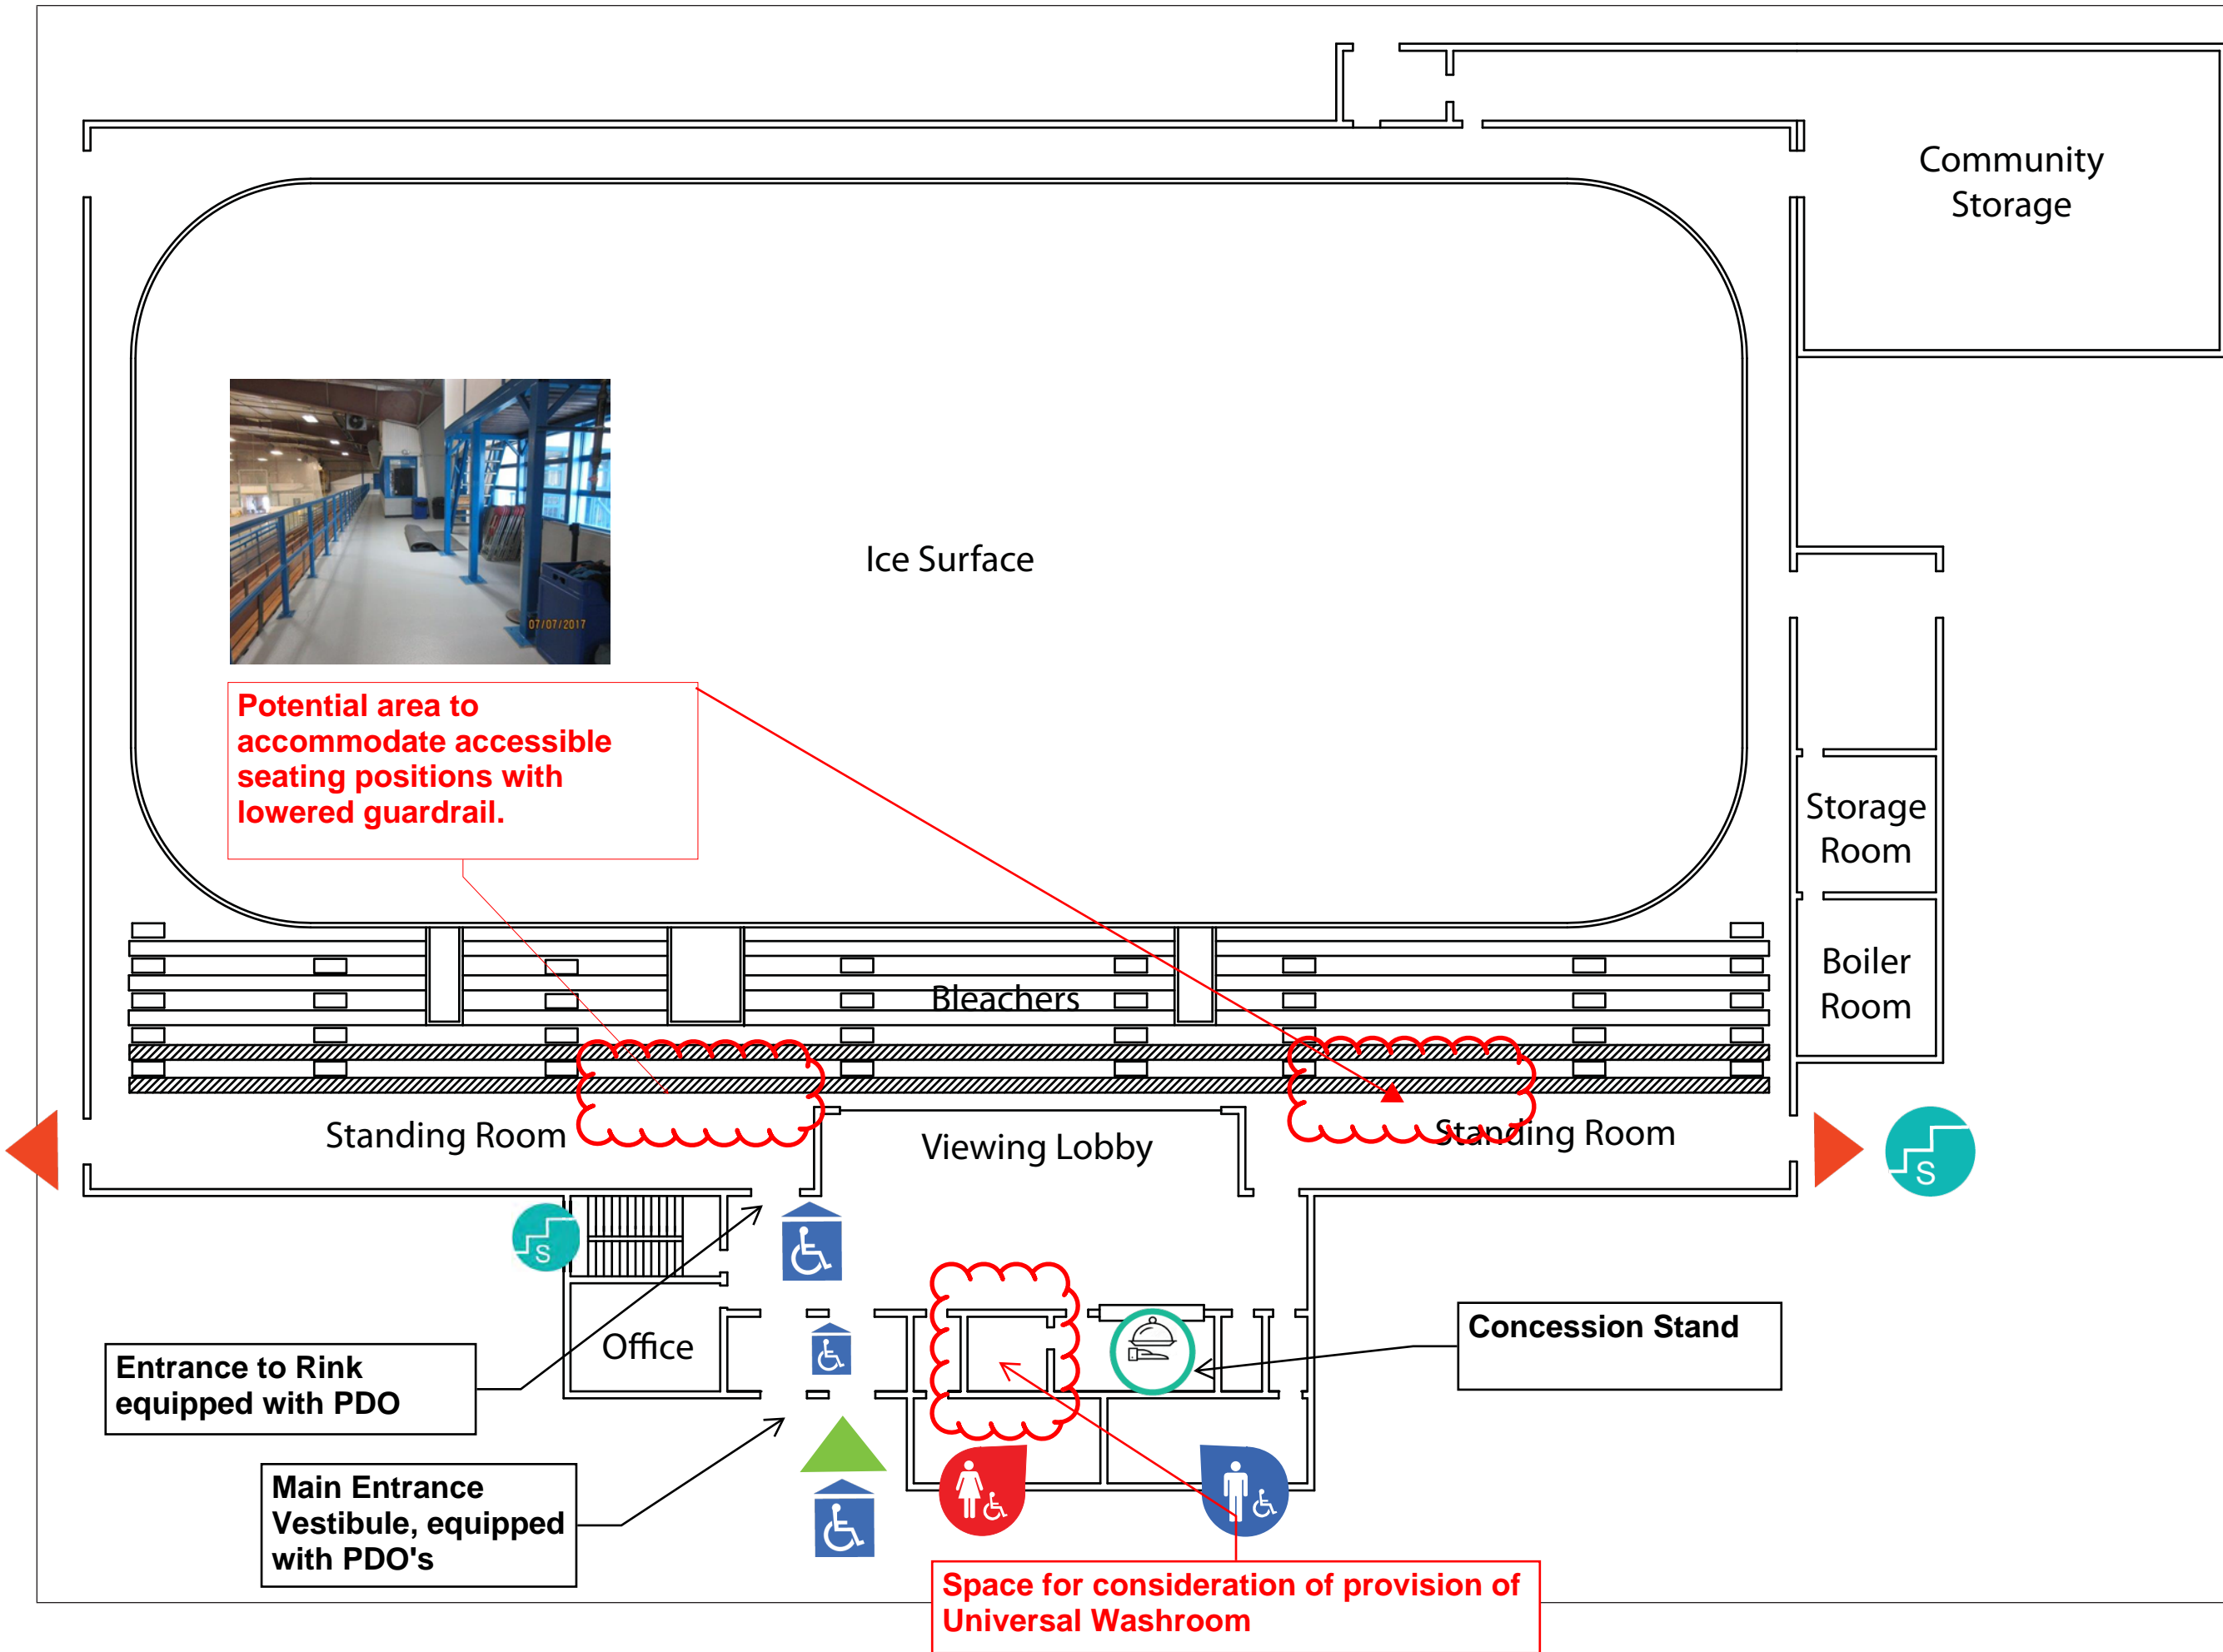 Community
Storage
Ice Surface
07/07/2017
Potential area to
accommodate accessible
seating positions with
lowered guardrail.
Storage
Room
Boiler
Room
Bleachers
Standing Room
Viewing Lobby
Standing Room
S
S
Office
Concession Stand
Entrance to Rink
equipped with PDO
Main Entrance
Vestibule, equipped
with PDO's
Space for consideration of provision of
Universal Washroom